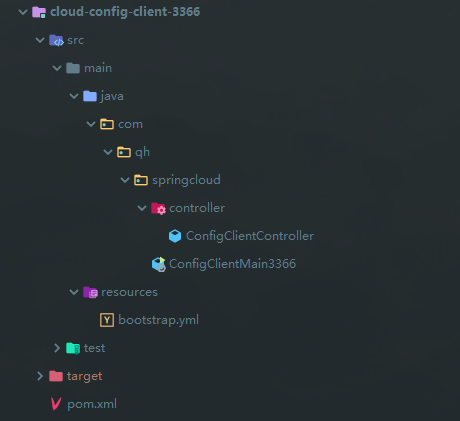 cloud-config-client-3366
src
main
java
com
qh
springcloud
controller
ConfigClientController
ConfigClientMain3366
resources
bootstrap.yml
test
target
pom.xml